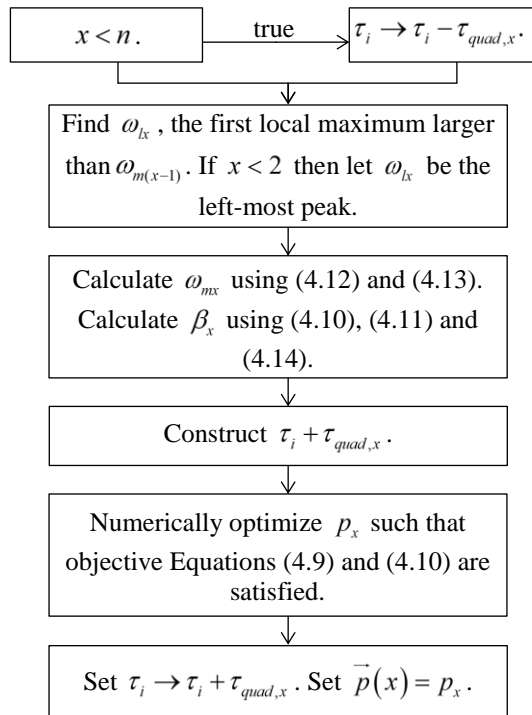 x < n .
true
τ_i → τ_i − τ_{quad,x} .
Find ω_{lx} , the first local maximum larger
than ω_{m(x−1)} . If x < 2 then let ω_{lx} be the
left-most peak.
Calculate ω_{mx} using (4.12) and (4.13).
Calculate β_x using (4.10), (4.11) and
(4.14).
Construct τ_i + τ_{quad,x} .
Numerically optimize p_x such that
objective Equations (4.9) and (4.10) are
satisfied.
Set τ_i → τ_i + τ_{quad,x} . Set \vec{p}(x) = p_x .